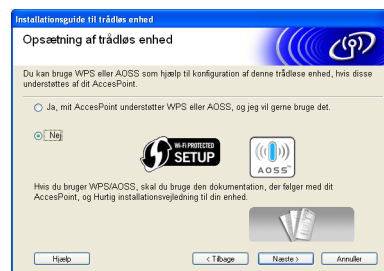 Installationsguide til trådløs enhed
Opsætning af trådløs enhed
Du kan bruge WPS eller AOSS som hjælp til konfiguration af denne trådløse enhed, hvis disse
understøttes af dit AccesPoint.
Ja, mit AccesPoint understøtter WPS eller AOSS, og jeg vil gerne bruge det.
Nej
WI-FI PROTECTED
SETUP
AOSS™
Hvis du bruger WPS/AOSS, skal du bruge den dokumentation, der følger med dit
AccesPoint, og Hurtig installationsvejledning til din enhed.
Hjælp
< Tilbage
Næste >
Annuller